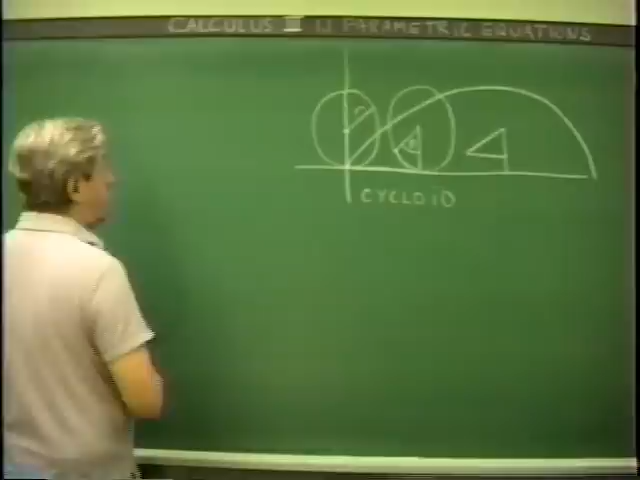 CALCULUS II 11 PARAMETRIC EQUATIONS
r
CYCLOID